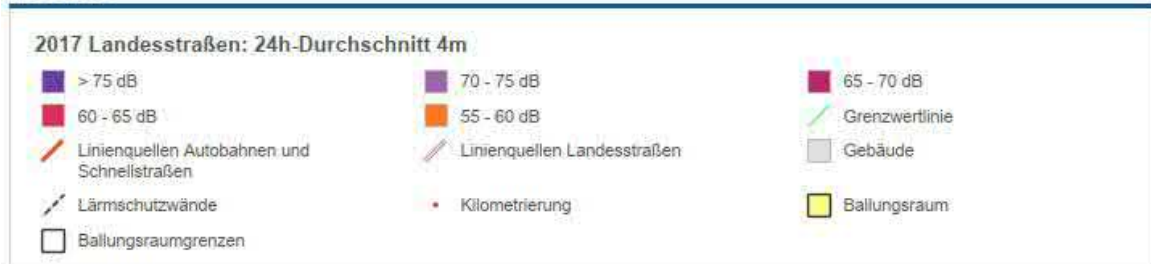 2017 Landesstraßen: 24h-Durchschnitt 4m
> 75 dB
70 - 75 dB
65 - 70 dB
60 - 65 dB
55 - 60 dB
Grenzwertlinie
Linienquellen Autobahnen und
Schnellstraßen
Linienquellen Landesstraßen
Gebäude
Lärmschutzwände
Kilometrierung
Ballungsraum
Ballungsraumgrenzen